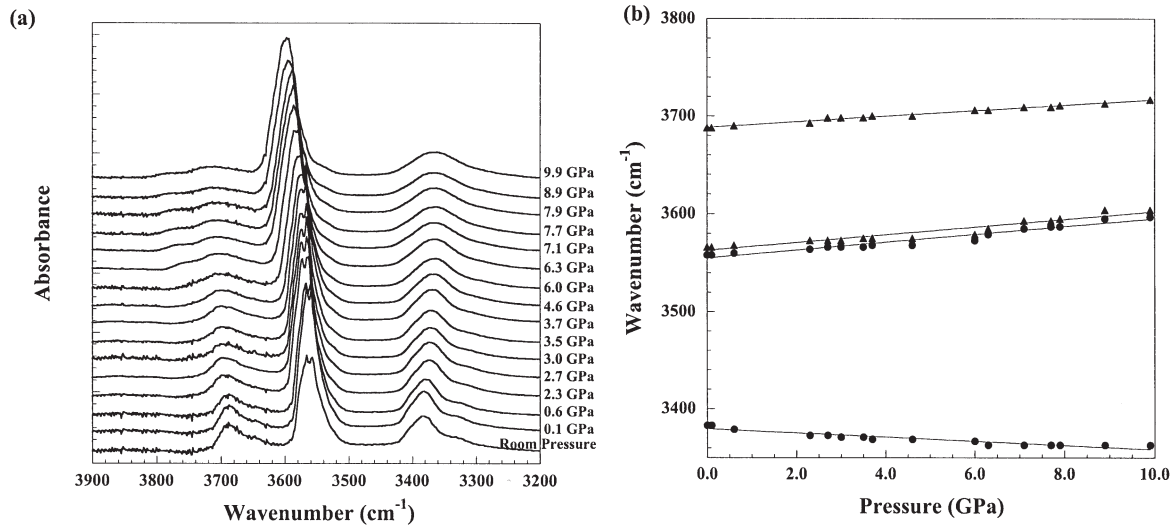 (a)
Absorbance
9.9 GPa
8.9 GPa
7.9 GPa
7.7 GPa
7.1 GPa
6.3 GPa
6.0 GPa
4.6 GPa
3.7 GPa
3.5 GPa
3.0 GPa
2.7 GPa
2.3 GPa
0.6 GPa
0.1 GPa
Room Pressure
3900 3800 3700 3600 3500 3400 3300 3200
Wavenumber (cm-1)
(b)
Wavenumber (cm-1)
3800
3700
3600
3500
3400
0.0 2.0 4.0 6.0 8.0 10.0
Pressure (GPa)